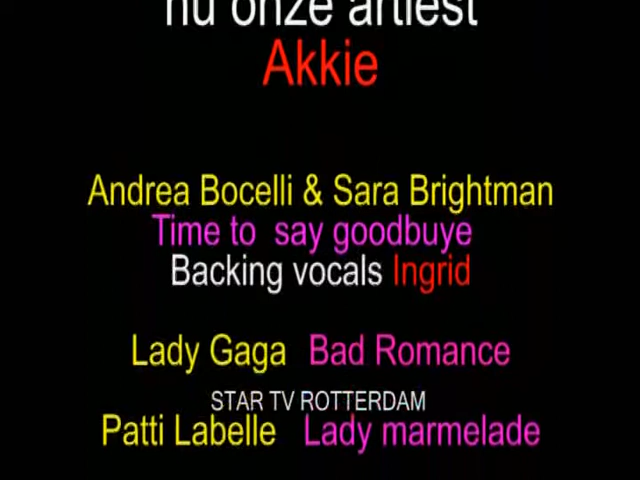 nu onze artiest
Akkie
Andrea Bocelli & Sara Brightman
Time to say goodbuye
Backing vocals Ingrid
Lady Gaga Bad Romance
STAR TV ROTTERDAM
Patti Labelle Lady marmelade